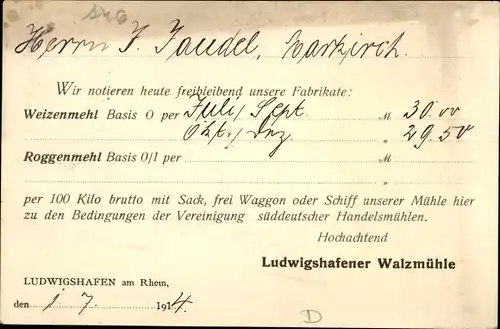 Herrn J. Jaudel, Markirch.
Wir notieren heute freibleibend unsere Fabrikate:
Weizenmehl Basis 0 per Juli/Sept. M 30.00
Okt./Dez " 29.50
Roggenmehl Basis 0/1 per M
"
per 100 Kilo brutto mit Sack, frei Waggon oder Schiff unserer Mühle hier
zu den Bedingungen der Vereinigung süddeutscher Handelsmühlen.
Hochachtend
Ludwigshafener Walzmühle
LUDWIGSHAFEN am Rhein,
den 1. 7. 1914.
D